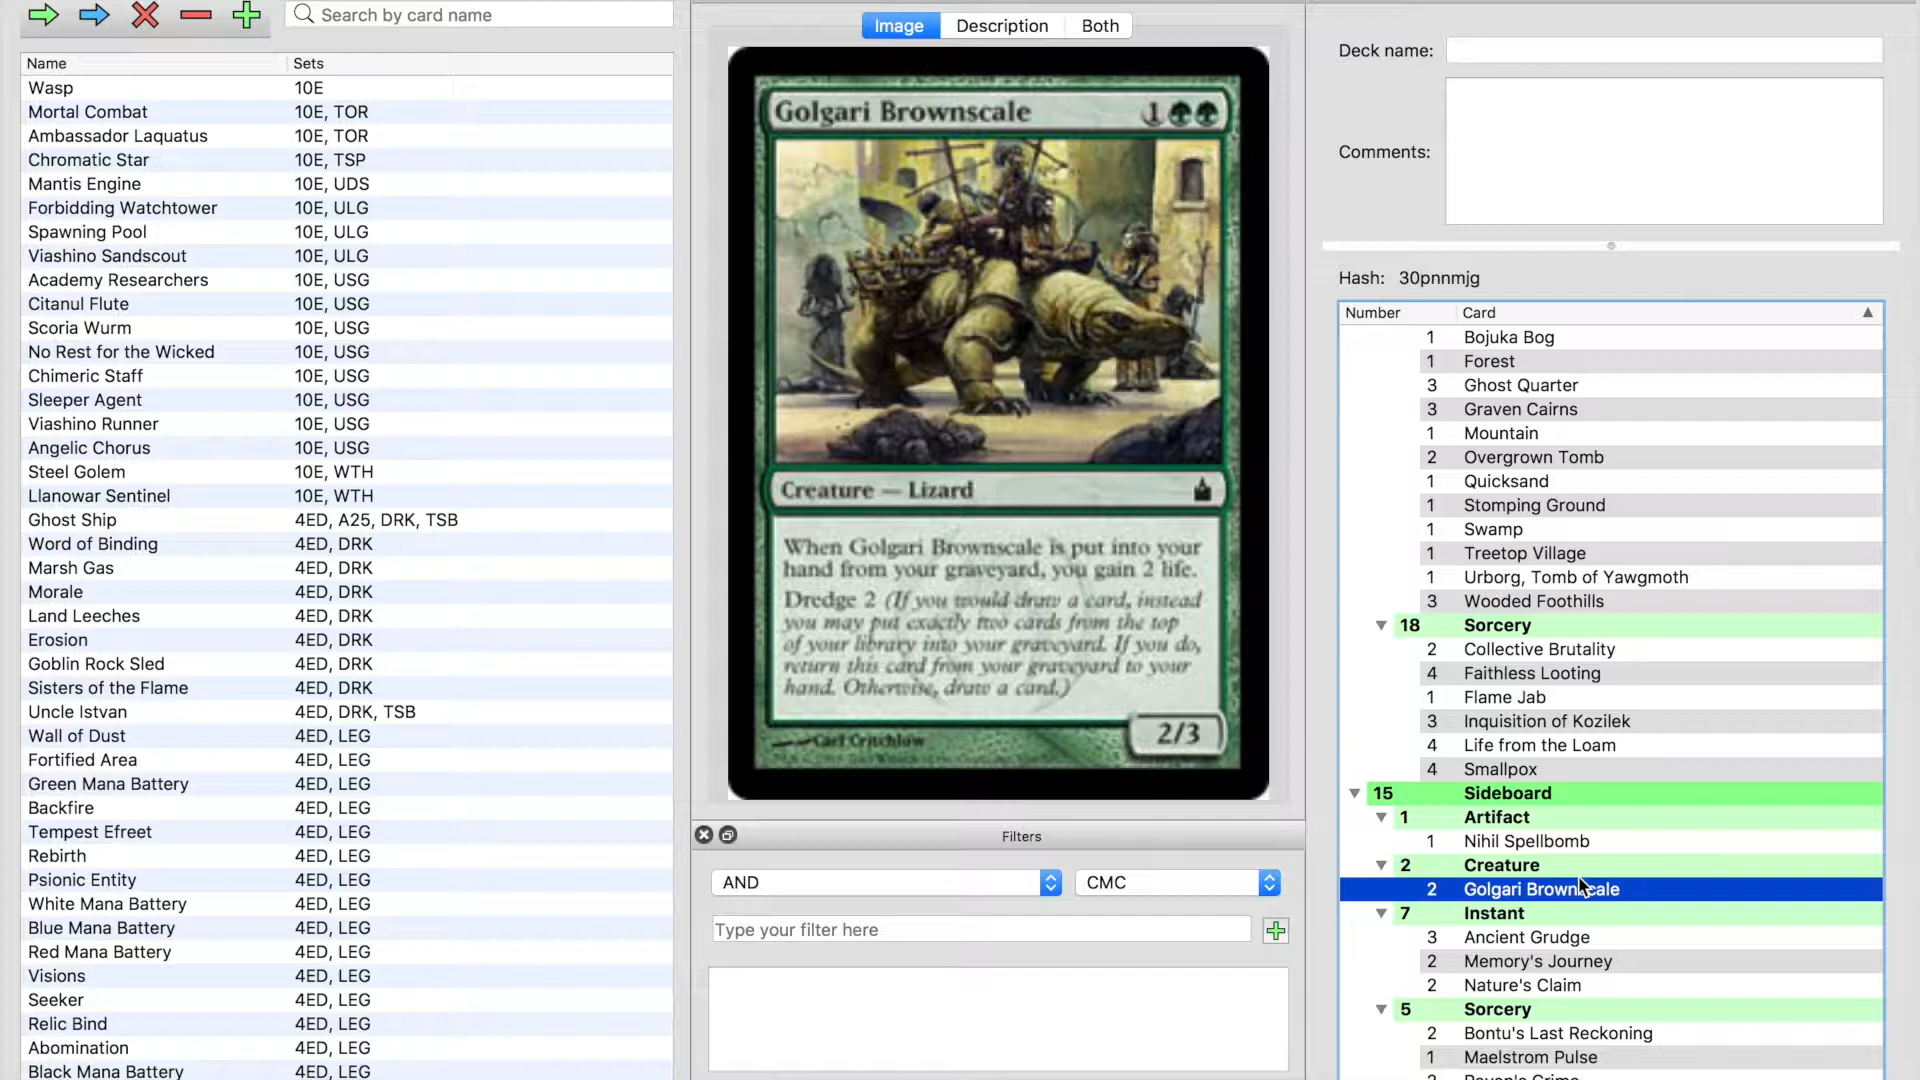 Search by card name
Name Sets
Wasp 10E
Mortal Combat 10E, TOR
Ambassador Laquatus 10E, TOR
Chromatic Star 10E, TSP
Mantis Engine 10E, UDS
Forbidding Watchtower 10E, ULG
Spawning Pool 10E, ULG
Viashino Sandscout 10E, ULG
Academy Researchers 10E, USG
Citanul Flute 10E, USG
Scoria Wurm 10E, USG
No Rest for the Wicked 10E, USG
Chimeric Staff 10E, USG
Sleeper Agent 10E, USG
Viashino Runner 10E, USG
Angelic Chorus 10E, USG
Steel Golem 10E, WTH
Llanowar Sentinel 10E, WTH
Ghost Ship 4ED, A25, DRK, TSB
Word of Binding 4ED, DRK
Marsh Gas 4ED, DRK
Morale 4ED, DRK
Land Leeches 4ED, DRK
Erosion 4ED, DRK
Goblin Rock Sled 4ED, DRK
Sisters of the Flame 4ED, DRK
Uncle Istvan 4ED, DRK, TSB
Wall of Dust 4ED, LEG
Fortified Area 4ED, LEG
Green Mana Battery 4ED, LEG
Backfire 4ED, LEG
Tempest Efreet 4ED, LEG
Rebirth 4ED, LEG
Psionic Entity 4ED, LEG
White Mana Battery 4ED, LEG
Blue Mana Battery 4ED, LEG
Red Mana Battery 4ED, LEG
Visions 4ED, LEG
Seeker 4ED, LEG
Relic Bind 4ED, LEG
Abomination 4ED, LEG
Black Mana Battery 4ED, LEG
Image Description Both
Golgari Brownscale 1
Creature — Lizard
When Golgari Brownscale is put into your
hand from your graveyard, you gain 2 life.
Dredge 2 (If you would draw a card, instead
you may put exactly two cards from the top
of your library into your graveyard. If you do,
return this card from your graveyard to your
hand. Otherwise, draw a card.)
2/3
Carl Critchlow
Filters
AND CMC
Type your filter here
Deck name:
Comments:
Hash: 30pnnmjg
Number Card
1 Bojuka Bog
1 Forest
3 Ghost Quarter
3 Graven Cairns
1 Mountain
2 Overgrown Tomb
1 Quicksand
1 Stomping Ground
1 Swamp
1 Treetop Village
1 Urborg, Tomb of Yawgmoth
3 Wooded Foothills
18 Sorcery
2 Collective Brutality
4 Faithless Looting
1 Flame Jab
3 Inquisition of Kozilek
4 Life from the Loam
4 Smallpox
15 Sideboard
1 Artifact
1 Nihil Spellbomb
2 Creature
2 Golgari Brownscale
7 Instant
3 Ancient Grudge
2 Memory's Journey
2 Nature's Claim
5 Sorcery
2 Bontu's Last Reckoning
1 Maelstrom Pulse